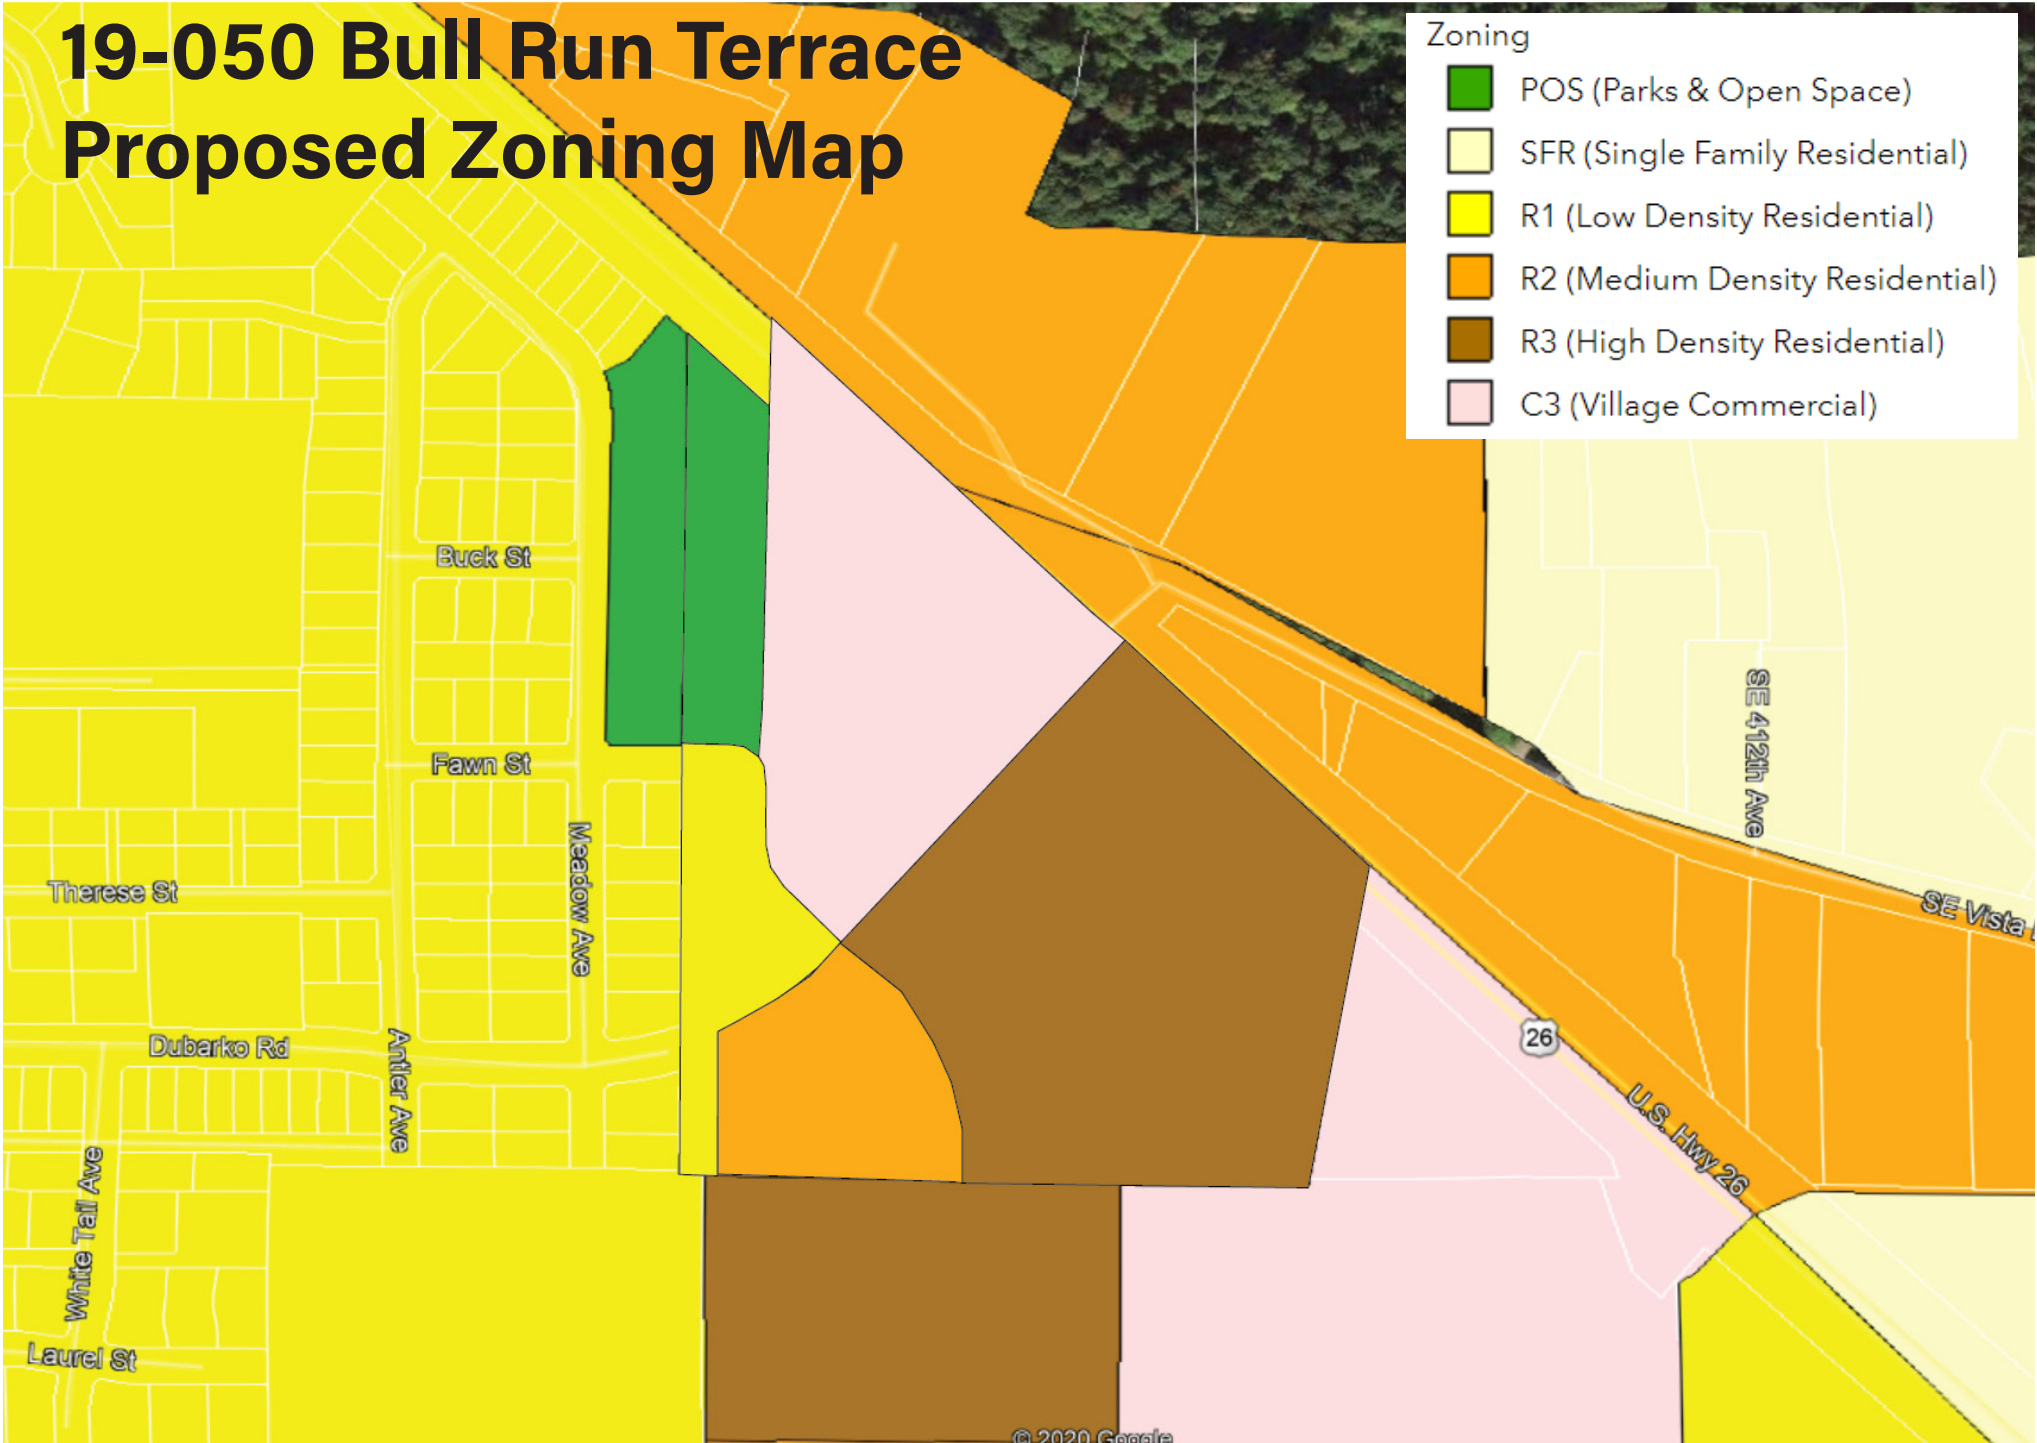 19-050 Bull Run Terrace
Proposed Zoning Map
Zoning
POS (Parks & Open Space)
SFR (Single Family Residential)
R1 (Low Density Residential)
R2 (Medium Density Residential)
R3 (High Density Residential)
C3 (Village Commercial)
Buck St
Fawn St
Meadow Ave
Therese St
Dubarko Rd
Antler Ave
White Tail Ave
Laurel St
SE 412th Ave
SE Vista
26
U.S. Hwy 26
© 2020 Google